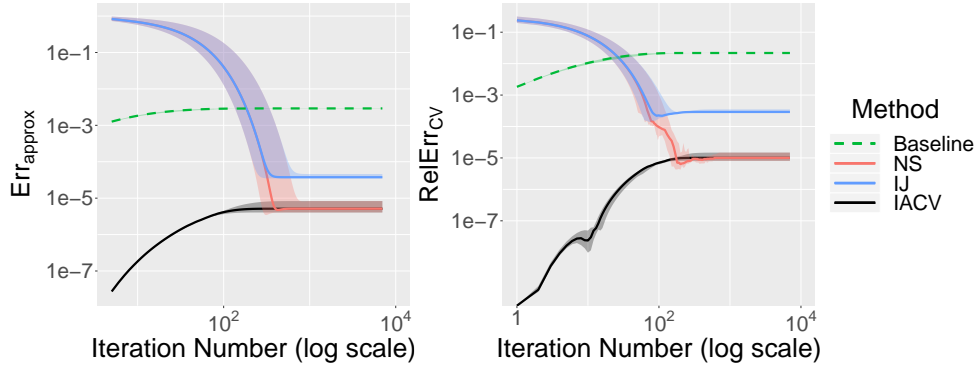 Err_approx
1e−1
1e−3
1e−5
1e−7
10^2
10^4
Iteration Number (log scale)
RelErr_CV
1e−1
1e−3
1e−5
1e−7
1
10^2
10^4
Iteration Number (log scale)
Method
Baseline
NS
IJ
IACV